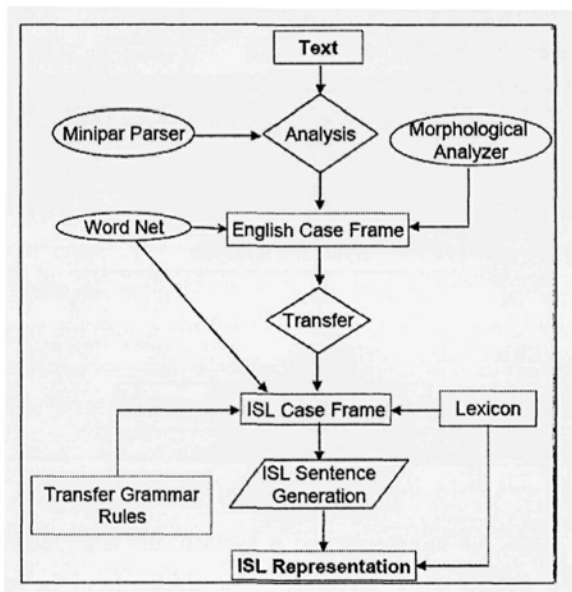 Text
Minipar Parser
Analysis
Morphological
Analyzer
Word Net
English Case Frame
Transfer
ISL Case Frame
Lexicon
Transfer Grammar
Rules
ISL Sentence
Generation
ISL Representation